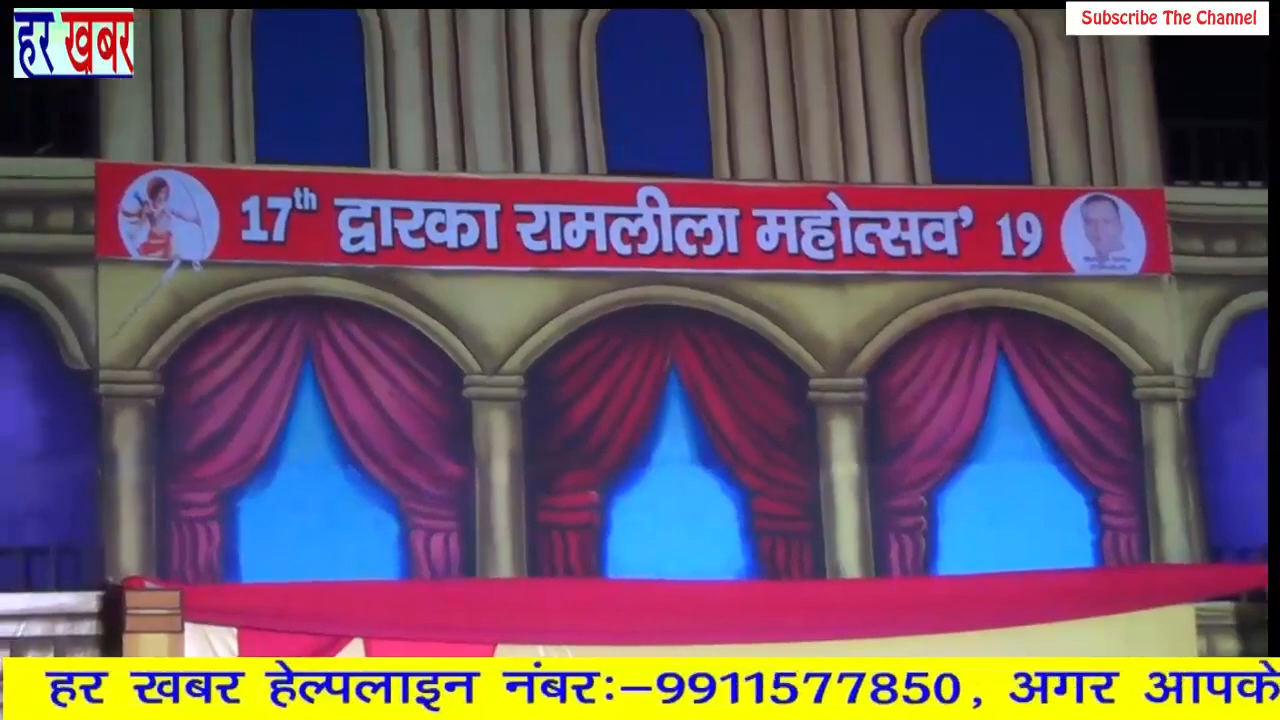 हर खबर
Subscribe The Channel
17th द्वारका रामलीला महोत्सव’ 19
हर खबर हेल्पलाइन नंबरः–9911577850, अगर आपके